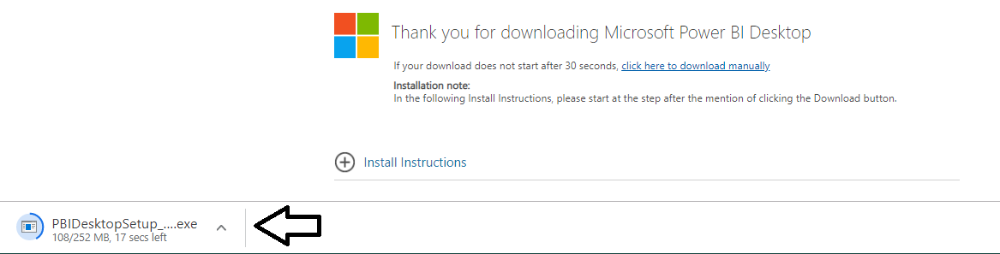 Thank you for downloading Microsoft Power BI Desktop
If your download does not start after 30 seconds, click here to download manually
Installation note:
In the following Install Instructions, please start at the step after the mention of clicking the Download button.
Install Instructions
PBIDesktopSetup_....exe
108/252 MB, 17 secs left